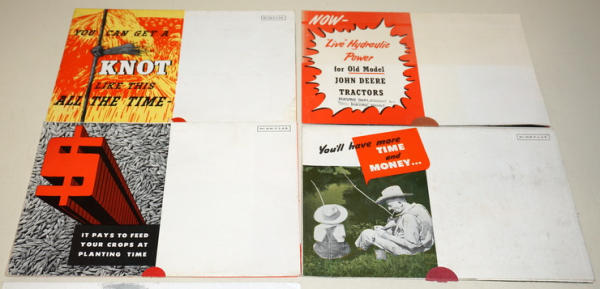 YOU CAN GET A
KNOT
LIKE THIS
ALL THE TIME-
NOW-
"Live" Hydraulic
Power
for Old Model
JOHN DEERE
TRACTORS
$
IT PAYS TO FEED
YOUR CROPS AT
PLANTING TIME
You'll have more
TIME
and
MONEY...